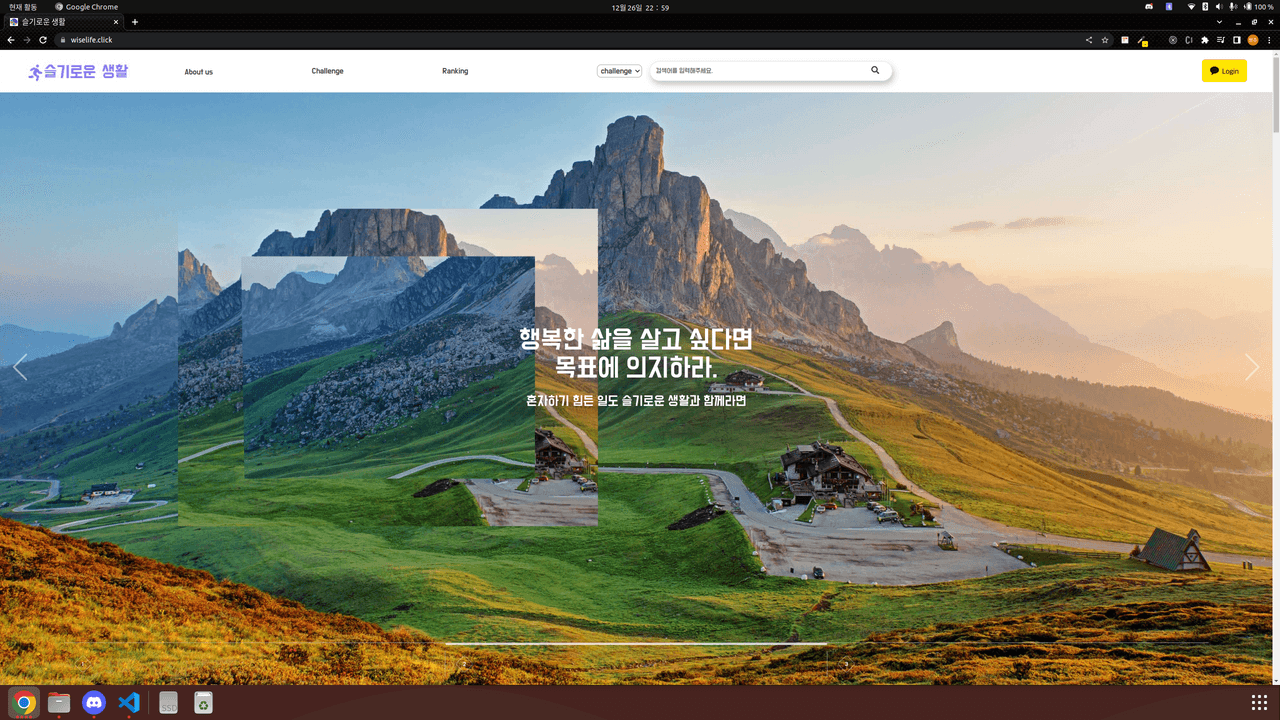 현재 활동 Google Chrome 12월 26일 22 : 59 100 %
슬기로운 생활
wiselife.click
슬기로운 생활 About us Challenge Ranking challenge 검색어를 입력해주세요. Login
행복한 삶을 살고 싶다면
목표에 의지하라.
혼자하기 힘든 일도 슬기로운 생활과 함께라면
SSD